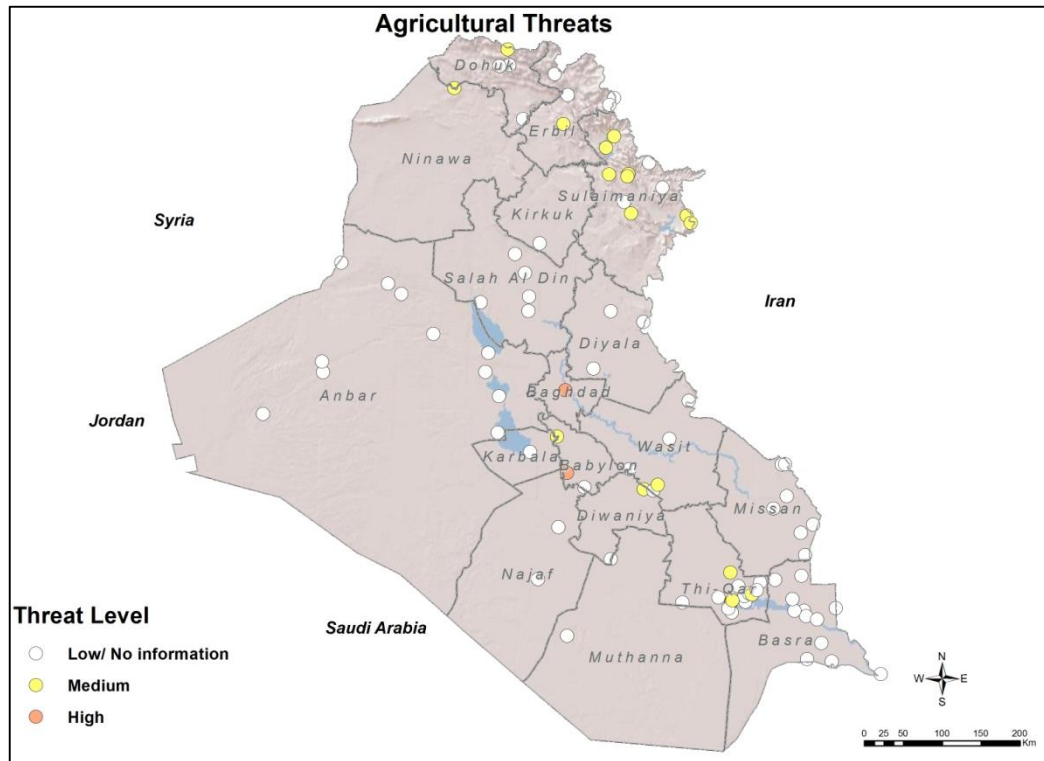 Agricultural Threats
Dohuk
Erbil
Ninawa
Sulaimaniya
Kirkuk
Syria
Salah Al Din
Iran
Diyala
Anbar
Baghdad
Jordan
Wasit
Karbala
Babylon
Missan
Diwaniya
Najaf
Thi-Qar
Threat Level
Saudi Arabia
Basra
Low/ No information
Muthanna
N
W E
S
Medium
High
0 25 50 100 150 200
Km